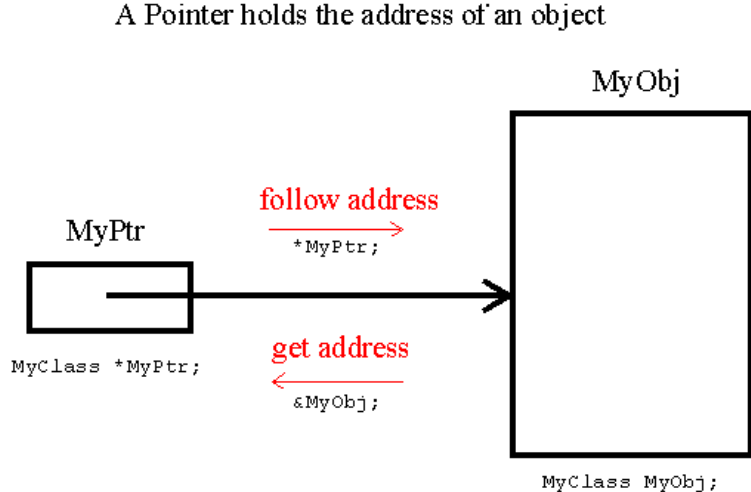 A Pointer holds the address of an object
MyObj
follow address
*MyPtr;
MyPtr
get address
&MyObj;
MyClass *MyPtr;
MyClass MyObj;